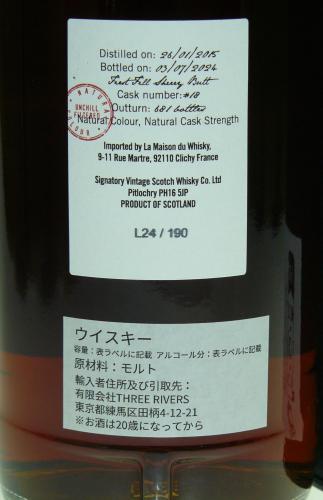 Distilled on: 26/01/2015
Bottled on: 03/07/2024
First Fill Sherry Butt
Cask number: #18
Outturn: 681 bottles
Natural Colour, Natural Cask Strength
NATURAL
UNCHILL
FILTERED
COLOUR
Imported by La Maison du Whisky,
9-11 Rue Martre, 92110 Clichy France
Signatory Vintage Scotch Whisky Co. Ltd
Pitlochry PH16 5JP
PRODUCT OF SCOTLAND
L24 / 190
ウイスキー
容量：表ラベルに記載 アルコール分：表ラベルに記載
原材料：モルト
輸入者住所及び引取先：
有限会社THREE RIVERS
東京都練馬区田柄4-12-21
※お酒は20歳になってから